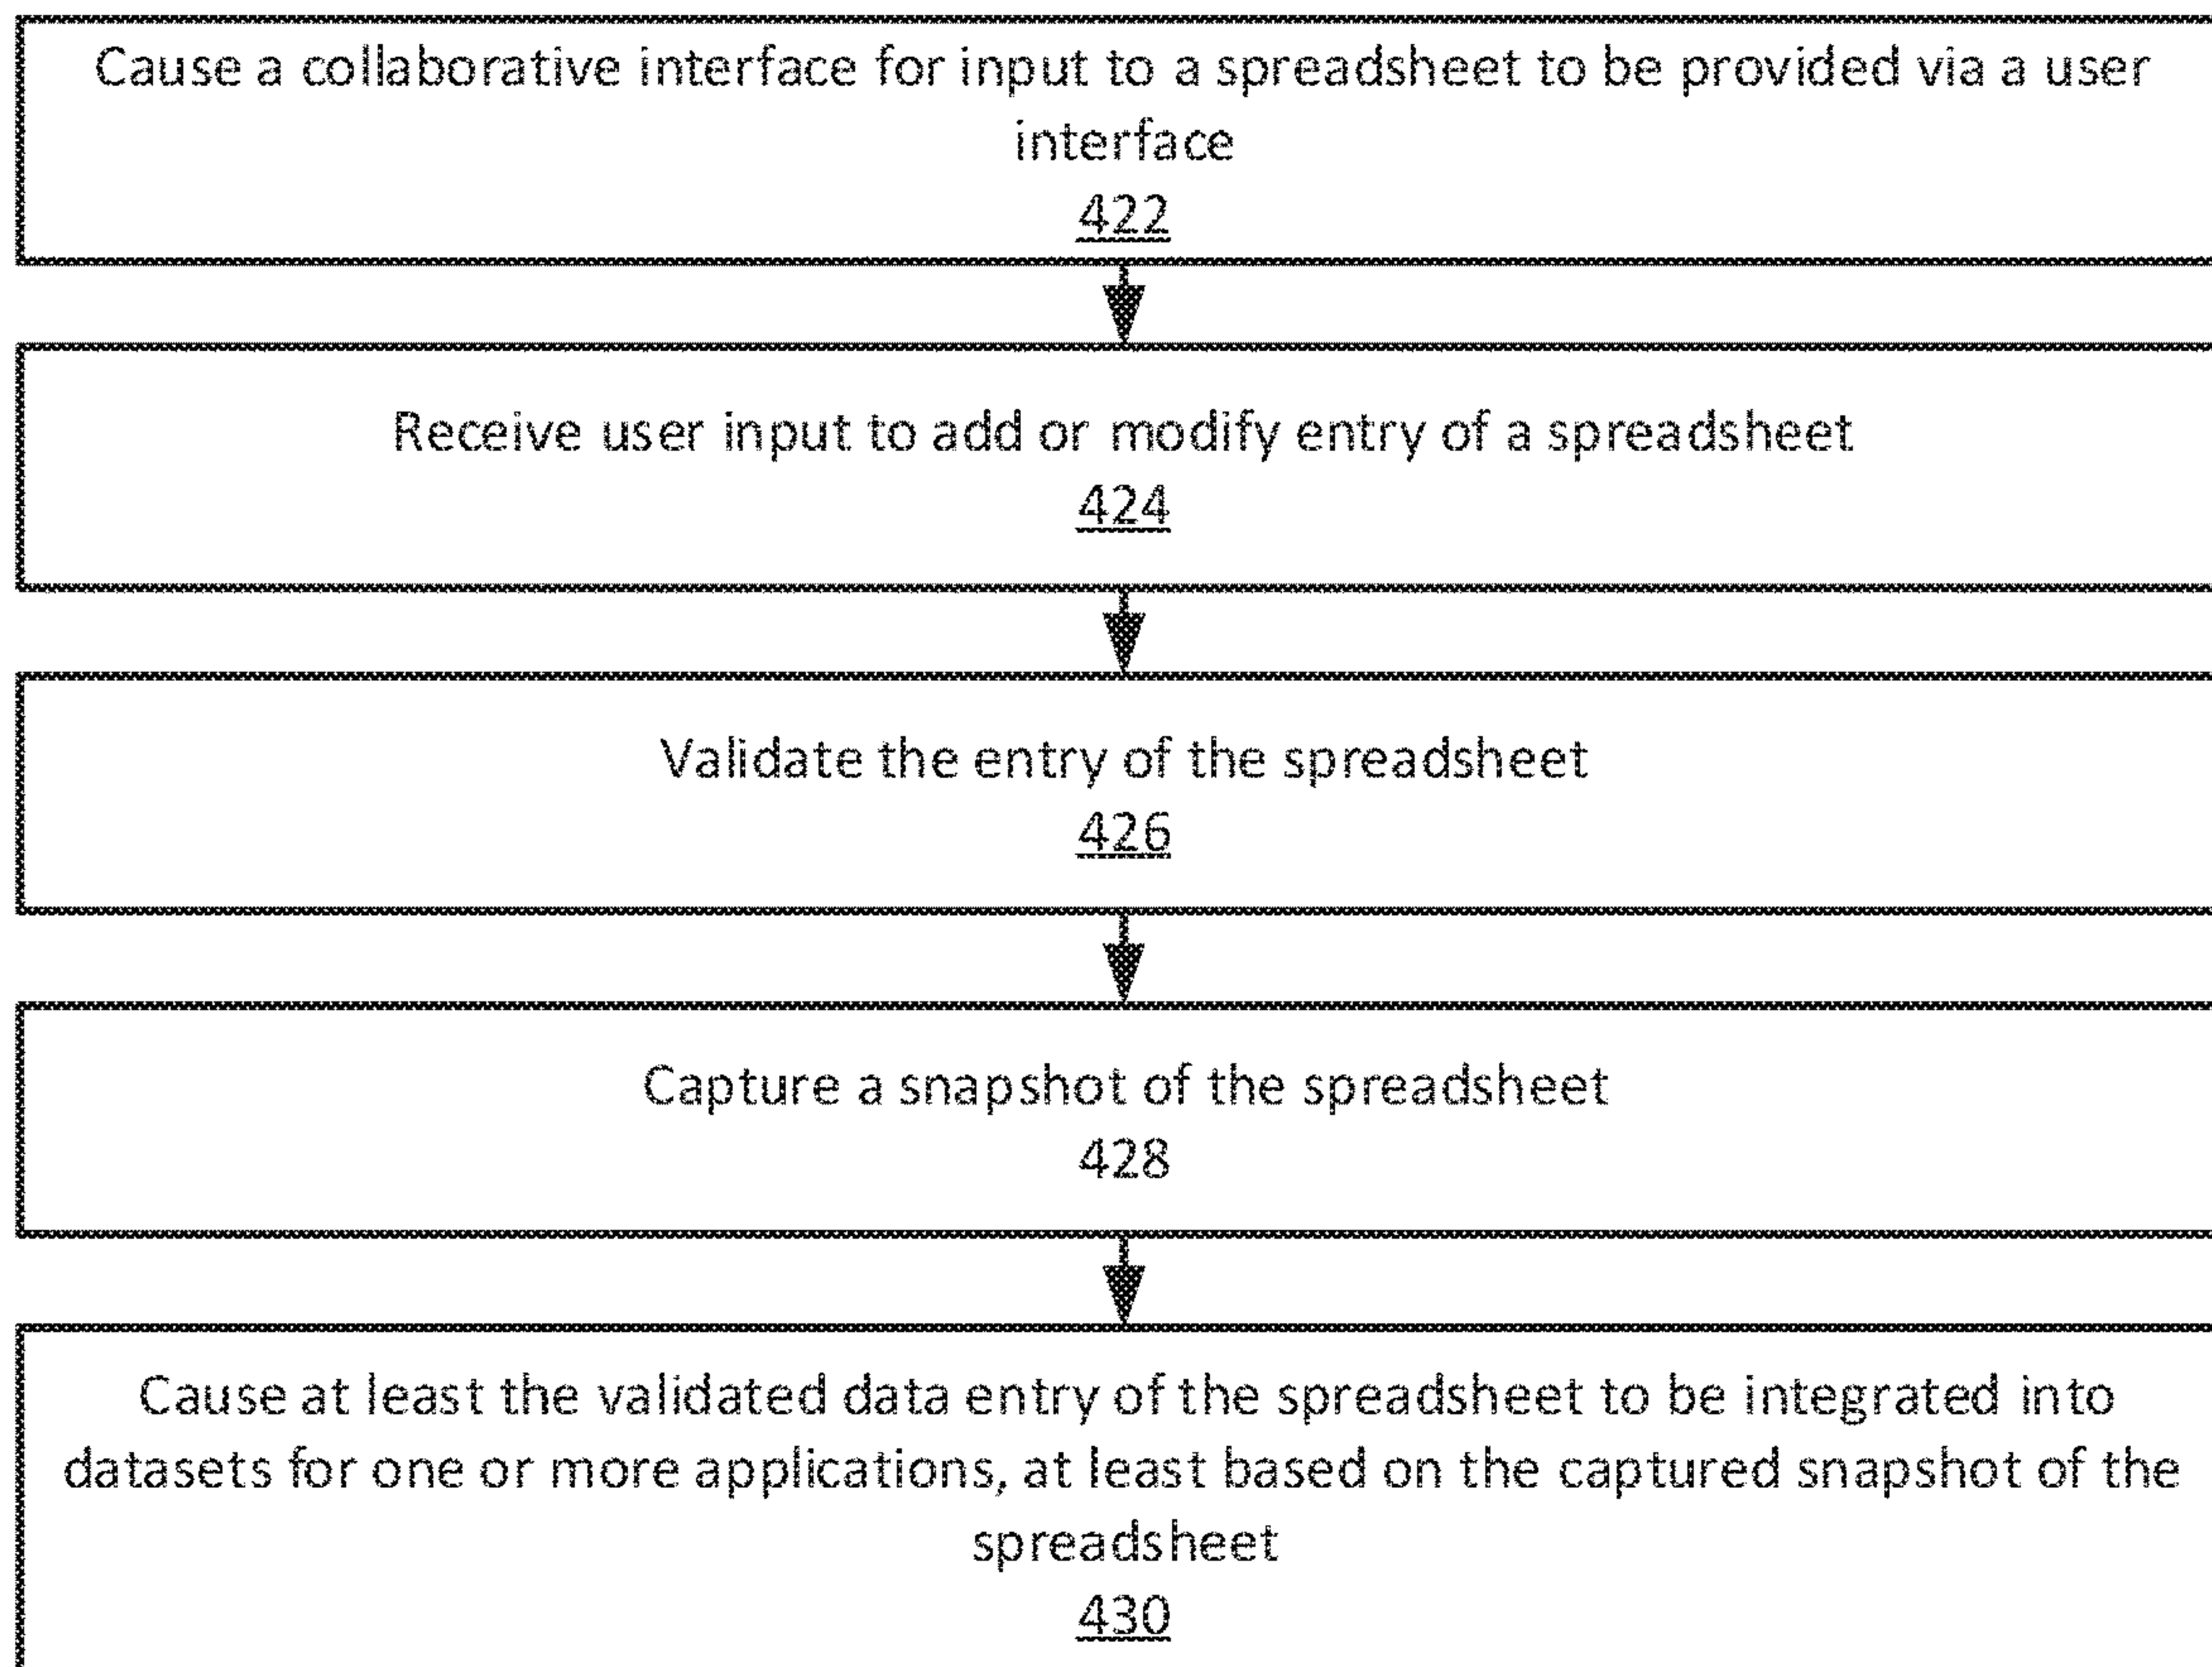 Cause a collaborative interface for input to a spreadsheet to be provided via a user
interface
422
Receive user input to add or modify entry of a spreadsheet
424
Validate the entry of the spreadsheet
426
Capture a snapshot of the spreadsheet
428
Cause at least the validated data entry of the spreadsheet to be integrated into
datasets for one or more applications, at least based on the captured snapshot of the
spreadsheet
430